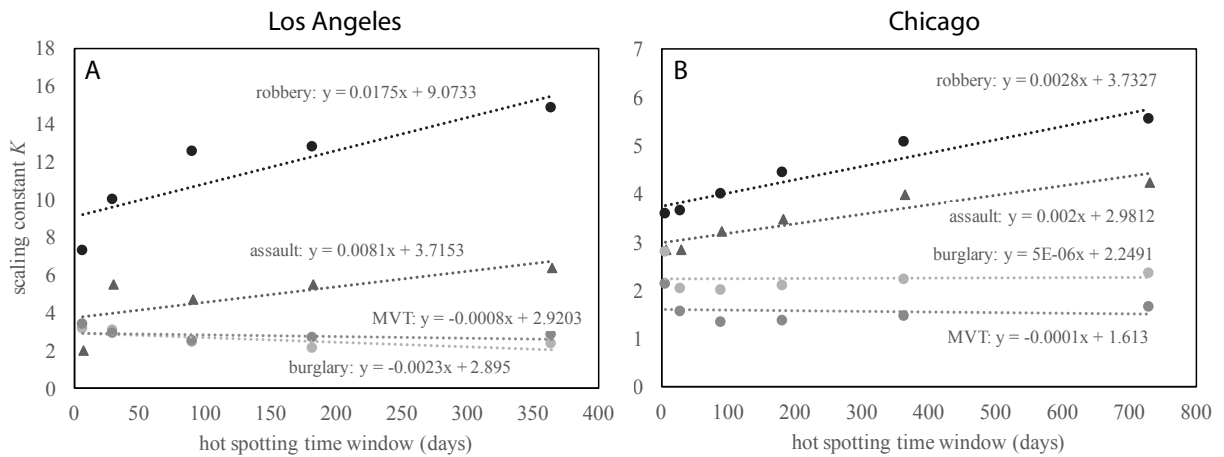 Los Angeles
A
scaling constant K
18
16
14
12
10
8
6
4
2
0
robbery: y = 0.0175x + 9.0733
assault: y = 0.0081x + 3.7153
MVT: y = -0.0008x + 2.9203
burglary: y = -0.0023x + 2.895
0 50 100 150 200 250 300 350 400
hot spotting time window (days)
Chicago
B
7
6
5
4
3
2
1
0
robbery: y = 0.0028x + 3.7327
assault: y = 0.002x + 2.9812
burglary: y = 5E-06x + 2.2491
MVT: y = -0.0001x + 1.613
0 100 200 300 400 500 600 700 800
hot spotting time window (days)